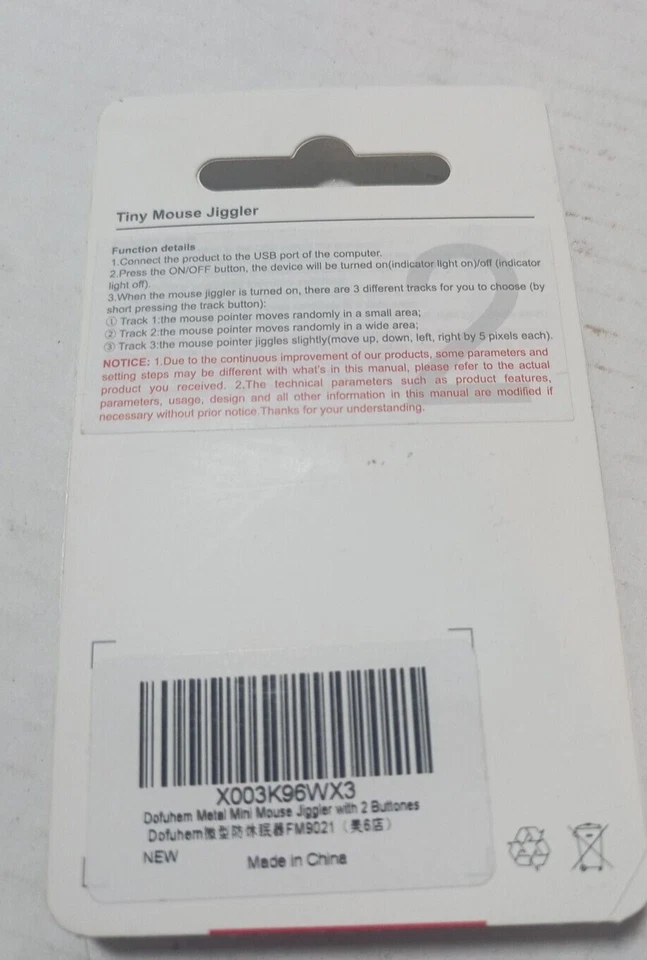 Tiny Mouse Jiggler
Function details
1.Connect the product to the USB port of the computer.
2.Press the ON/OFF button, the device will be turned on(indicator light on)/off (indicator
light off).
3.When the mouse jiggler is turned on, there are 3 different tracks for you to choose (by
short pressing the track button):
① Track 1:the mouse pointer moves randomly in a small area;
② Track 2:the mouse pointer moves randomly in a wide area;
③ Track 3:the mouse pointer jiggles slightly(move up, down, left, right by 5 pixels each).
NOTICE: 1.Due to the continuous improvement of our products, some parameters and
setting steps may be different with what's in this manual, please refer to the actual
product you received. 2.The technical parameters such as product features,
parameters, usage, design and all other information in this manual are modified if
necessary without prior notice.Thanks for your understanding.
2
X003K96WX3
Dofuhem Metal Mini Mouse Jiggler with 2 Buttones
Dofuhem微型防休眠器FM9021（美6店）
NEW
Made in China